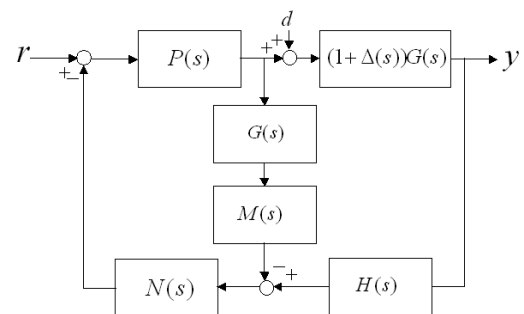 d
r
+
−
P(s)
+
+
(1+ Δ(s))G(s)
y
G(s)
M(s)
−
+
N(s)
H(s)